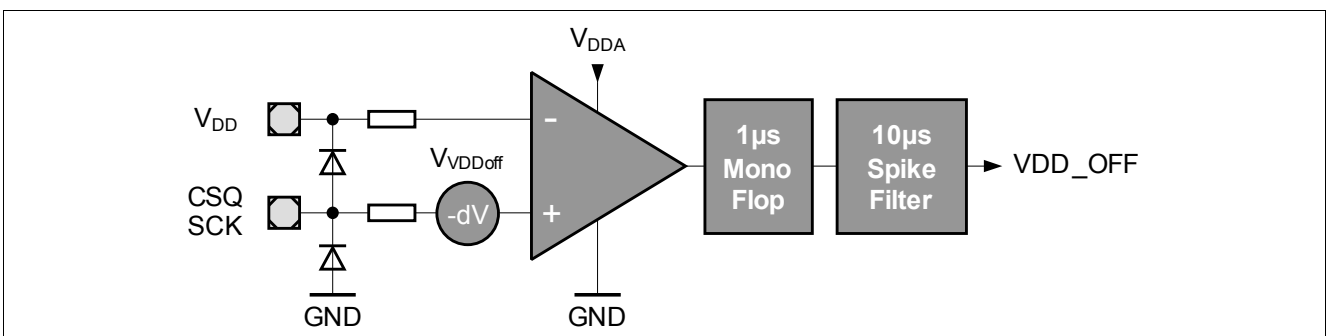 VDDA
VDD
-
1µs
Mono
Flop
10µs
Spike
Filter
VDD_OFF
VVDDoff
CSQ
SCK
-dV
+
GND
GND